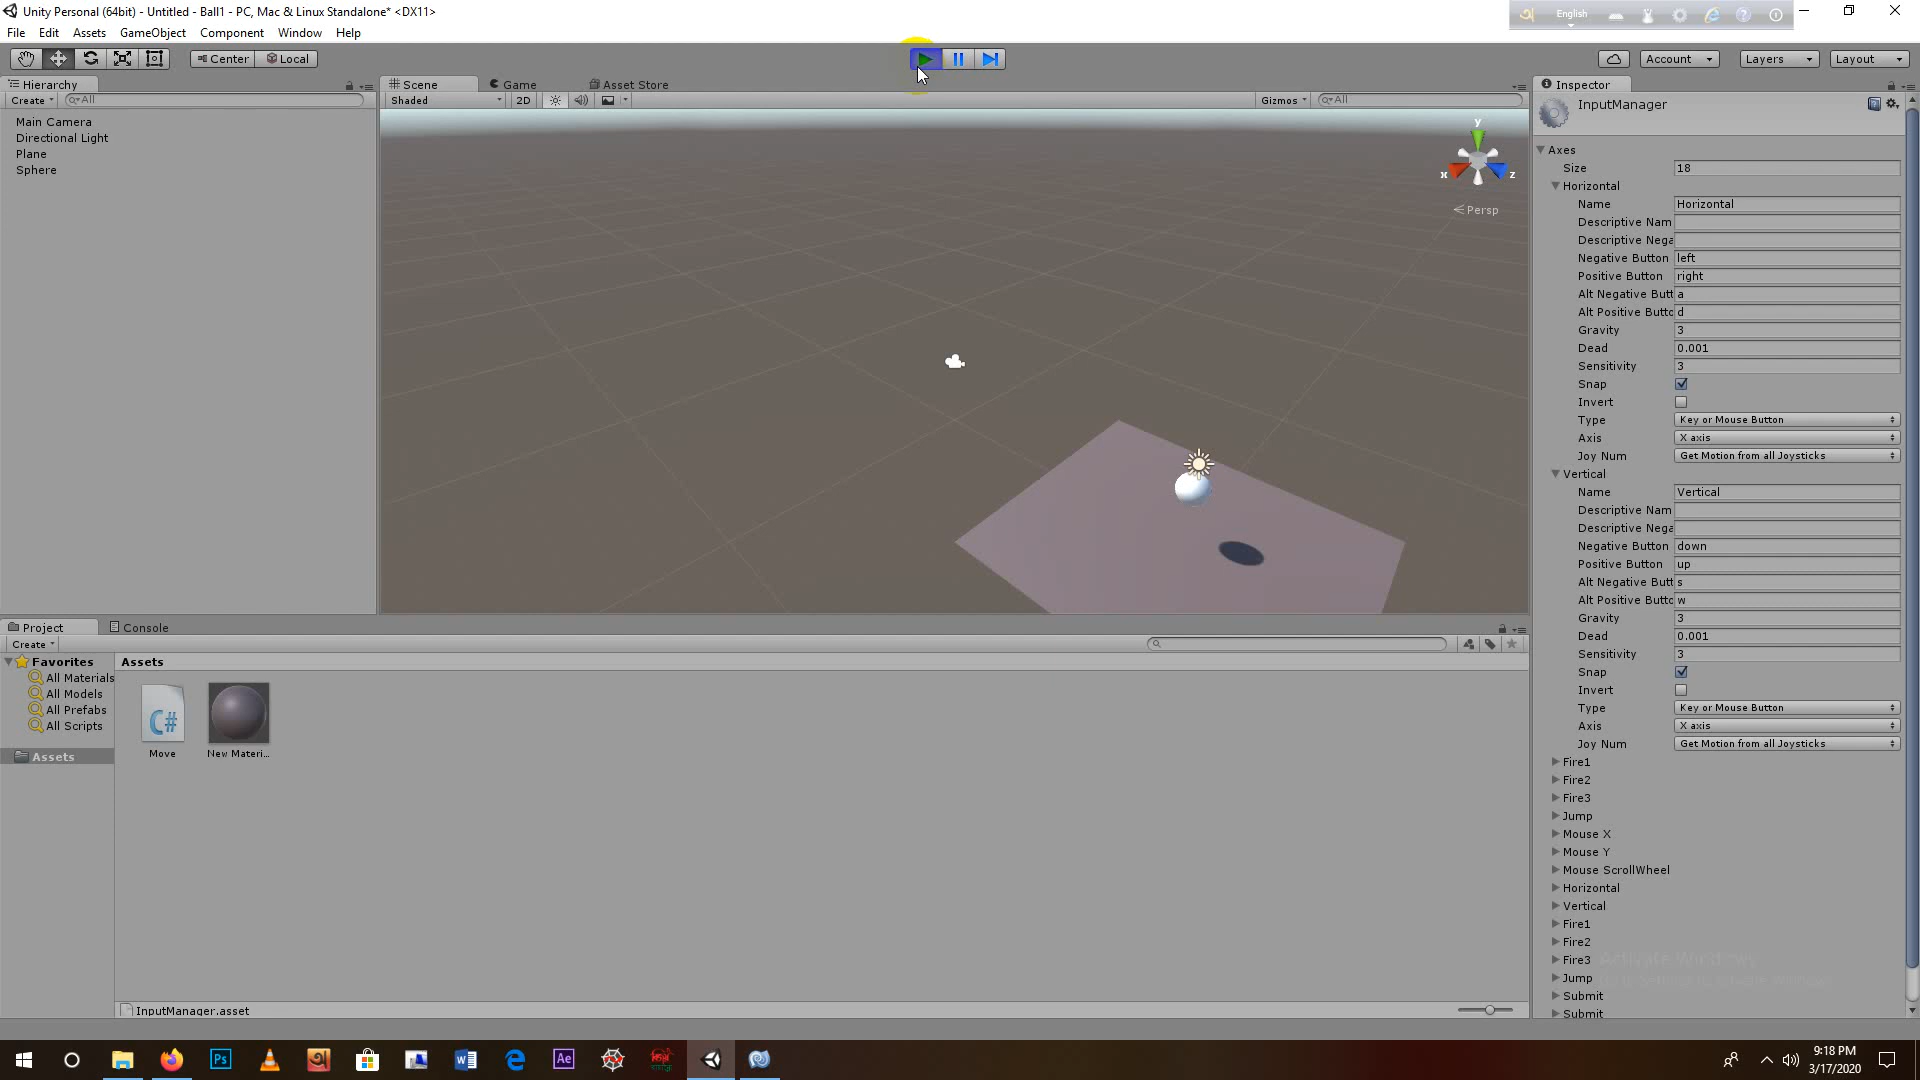 Unity Personal (64bit) - Untitled - Ball1 - PC, Mac & Linux Standalone* <DX11>
English
File Edit Assets GameObject Component Window Help
Center Local
Account Layers Layout
Hierarchy
Create All
Main Camera
Directional Light
Plane
Sphere
Scene Game Asset Store
Shaded 2D Gizmos All
y
x z
Persp
Inspector
InputManager
Axes
Size 18
Horizontal
Name Horizontal
Descriptive Nam
Descriptive Nega
Negative Button left
Positive Button right
Alt Negative Butt a
Alt Positive Butto d
Gravity 3
Dead 0.001
Sensitivity 3
Snap
Invert
Type Key or Mouse Button
Axis X axis
Joy Num Get Motion from all Joysticks
Vertical
Name Vertical
Descriptive Nam
Descriptive Nega
Negative Button down
Positive Button up
Alt Negative Butt s
Alt Positive Butto w
Gravity 3
Dead 0.001
Sensitivity 3
Snap
Invert
Type Key or Mouse Button
Axis X axis
Joy Num Get Motion from all Joysticks
Fire1
Fire2
Fire3
Jump
Mouse X
Mouse Y
Mouse ScrollWheel
Horizontal
Vertical
Fire1
Fire2
Fire3
Jump
Submit
Submit
Activate Windows
Project Console
Create
Favorites
All Materials
All Models
All Prefabs
All Scripts
Assets
Assets
C#
Move New Materi...
InputManager.asset
Ps
Ae
9:18 PM
3/17/2020